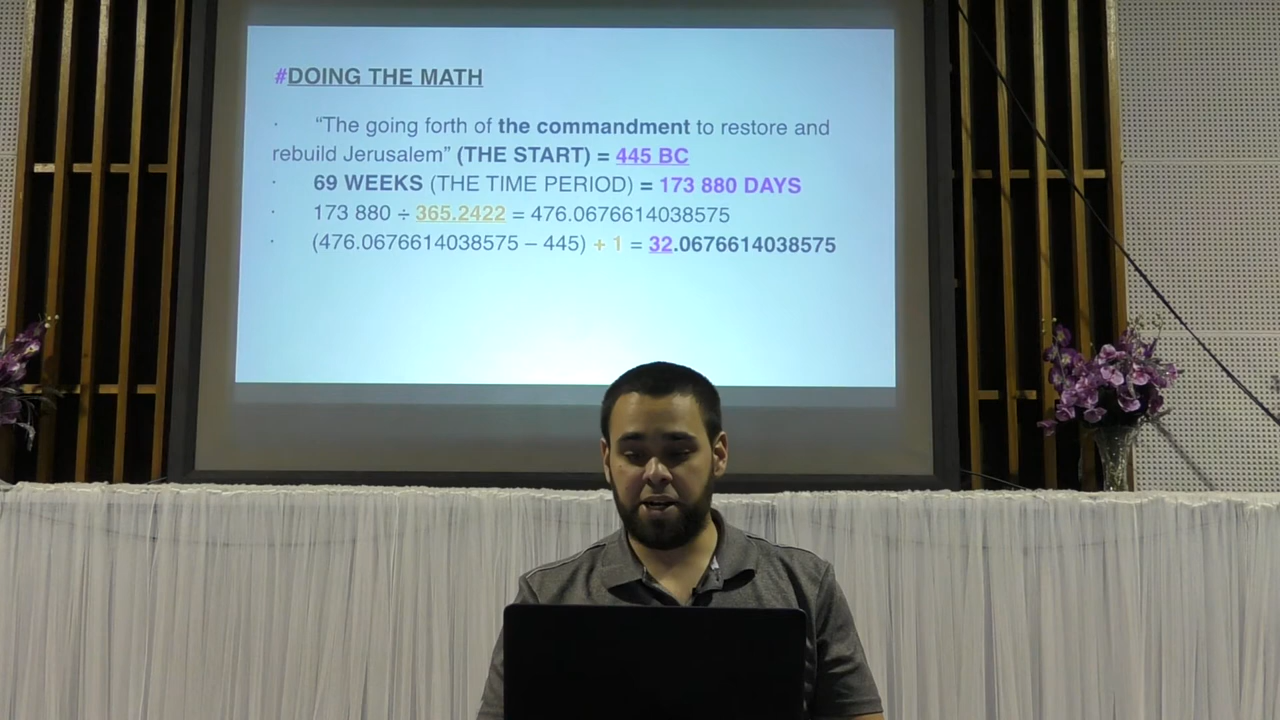 #DOING THE MATH
· “The going forth of the commandment to restore and
rebuild Jerusalem” (THE START) = 445 BC
· 69 WEEKS (THE TIME PERIOD) = 173 880 DAYS
· 173 880 ÷ 365.2422 = 476.0676614038575
· (476.0676614038575 – 445) + 1 = 32.0676614038575